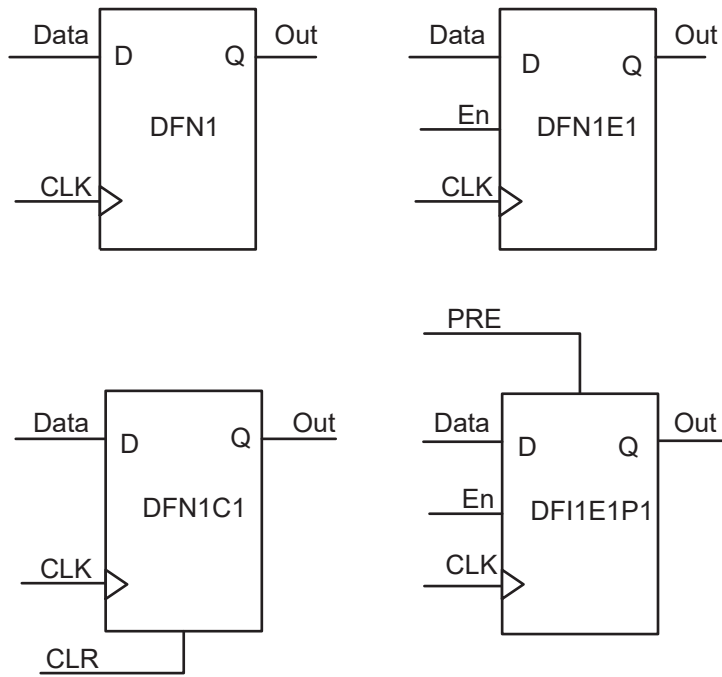 Data
Out
D
Q
DFN1
CLK
Data
Out
D
Q
En
DFN1E1
CLK
Data
Out
D
Q
DFN1C1
CLK
CLR
PRE
Data
Out
D
Q
En
DFI1E1P1
CLK